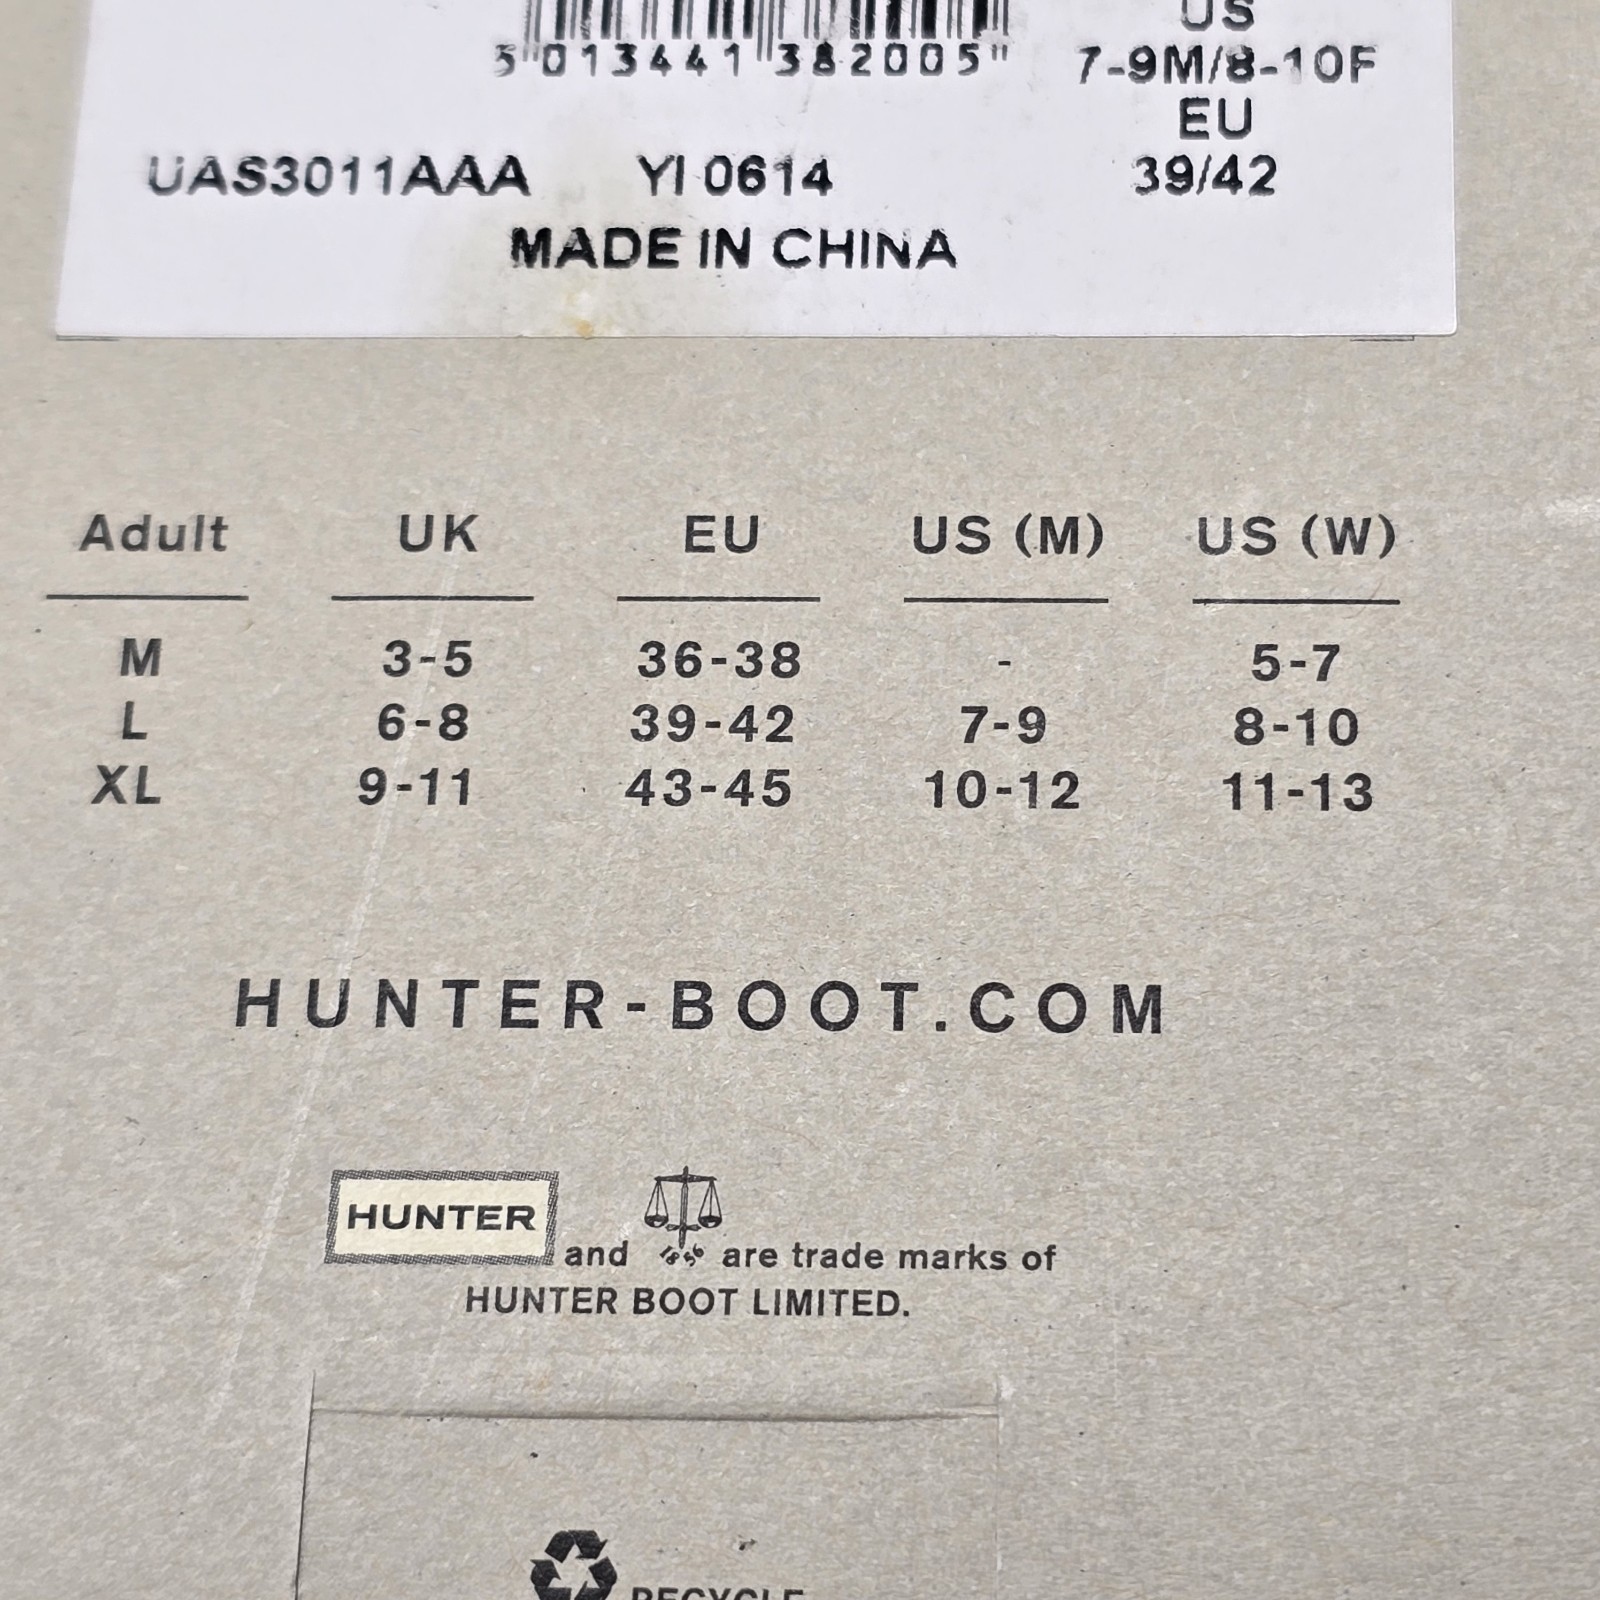 US
5 013441 382005
7-9M/8-10F
EU
UAS3011AAA YI 0614 39/42
MADE IN CHINA
Adult UK EU US (M) US (W)
M 3-5 36-38 - 5-7
L 6-8 39-42 7-9 8-10
XL 9-11 43-45 10-12 11-13
HUNTER-BOOT.COM
HUNTER and 1856 are trade marks of
HUNTER BOOT LIMITED.
RECYCLE